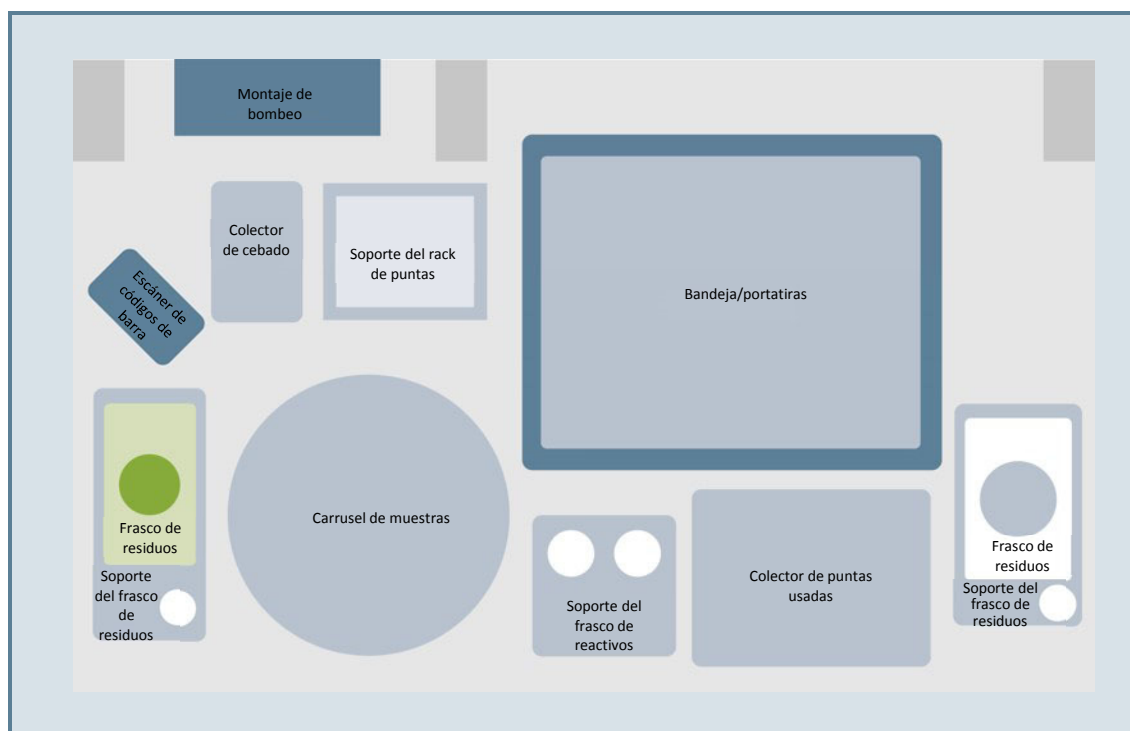 Montaje de
bombeo
Colector
de cebado
Soporte del rack
de puntas
Escáner de
códigos de
barra
Bandeja/portatiras
Frasco de
residuos
Soporte
del frasco
de
residuos
Carrusel de muestras
Soporte del
frasco de
reactivos
Colector de puntas
usadas
Frasco de
residuos
Soporte del
frasco de
residuos